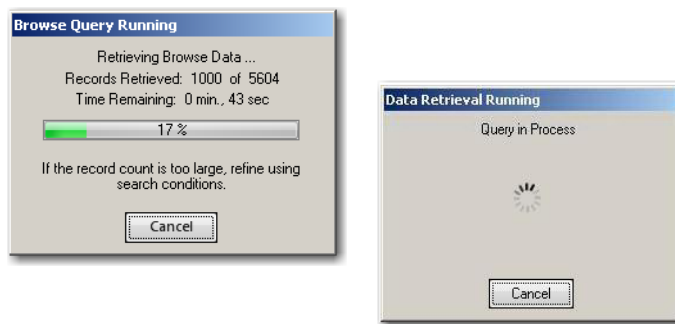 Browse Query Running
Retrieving Browse Data ...
Records Retrieved: 1000 of 5604
Time Remaining: 0 min., 43 sec
17 %
If the record count is too large, refine using
search conditions.
Cancel
Data Retrieval Running
Query in Process
Cancel